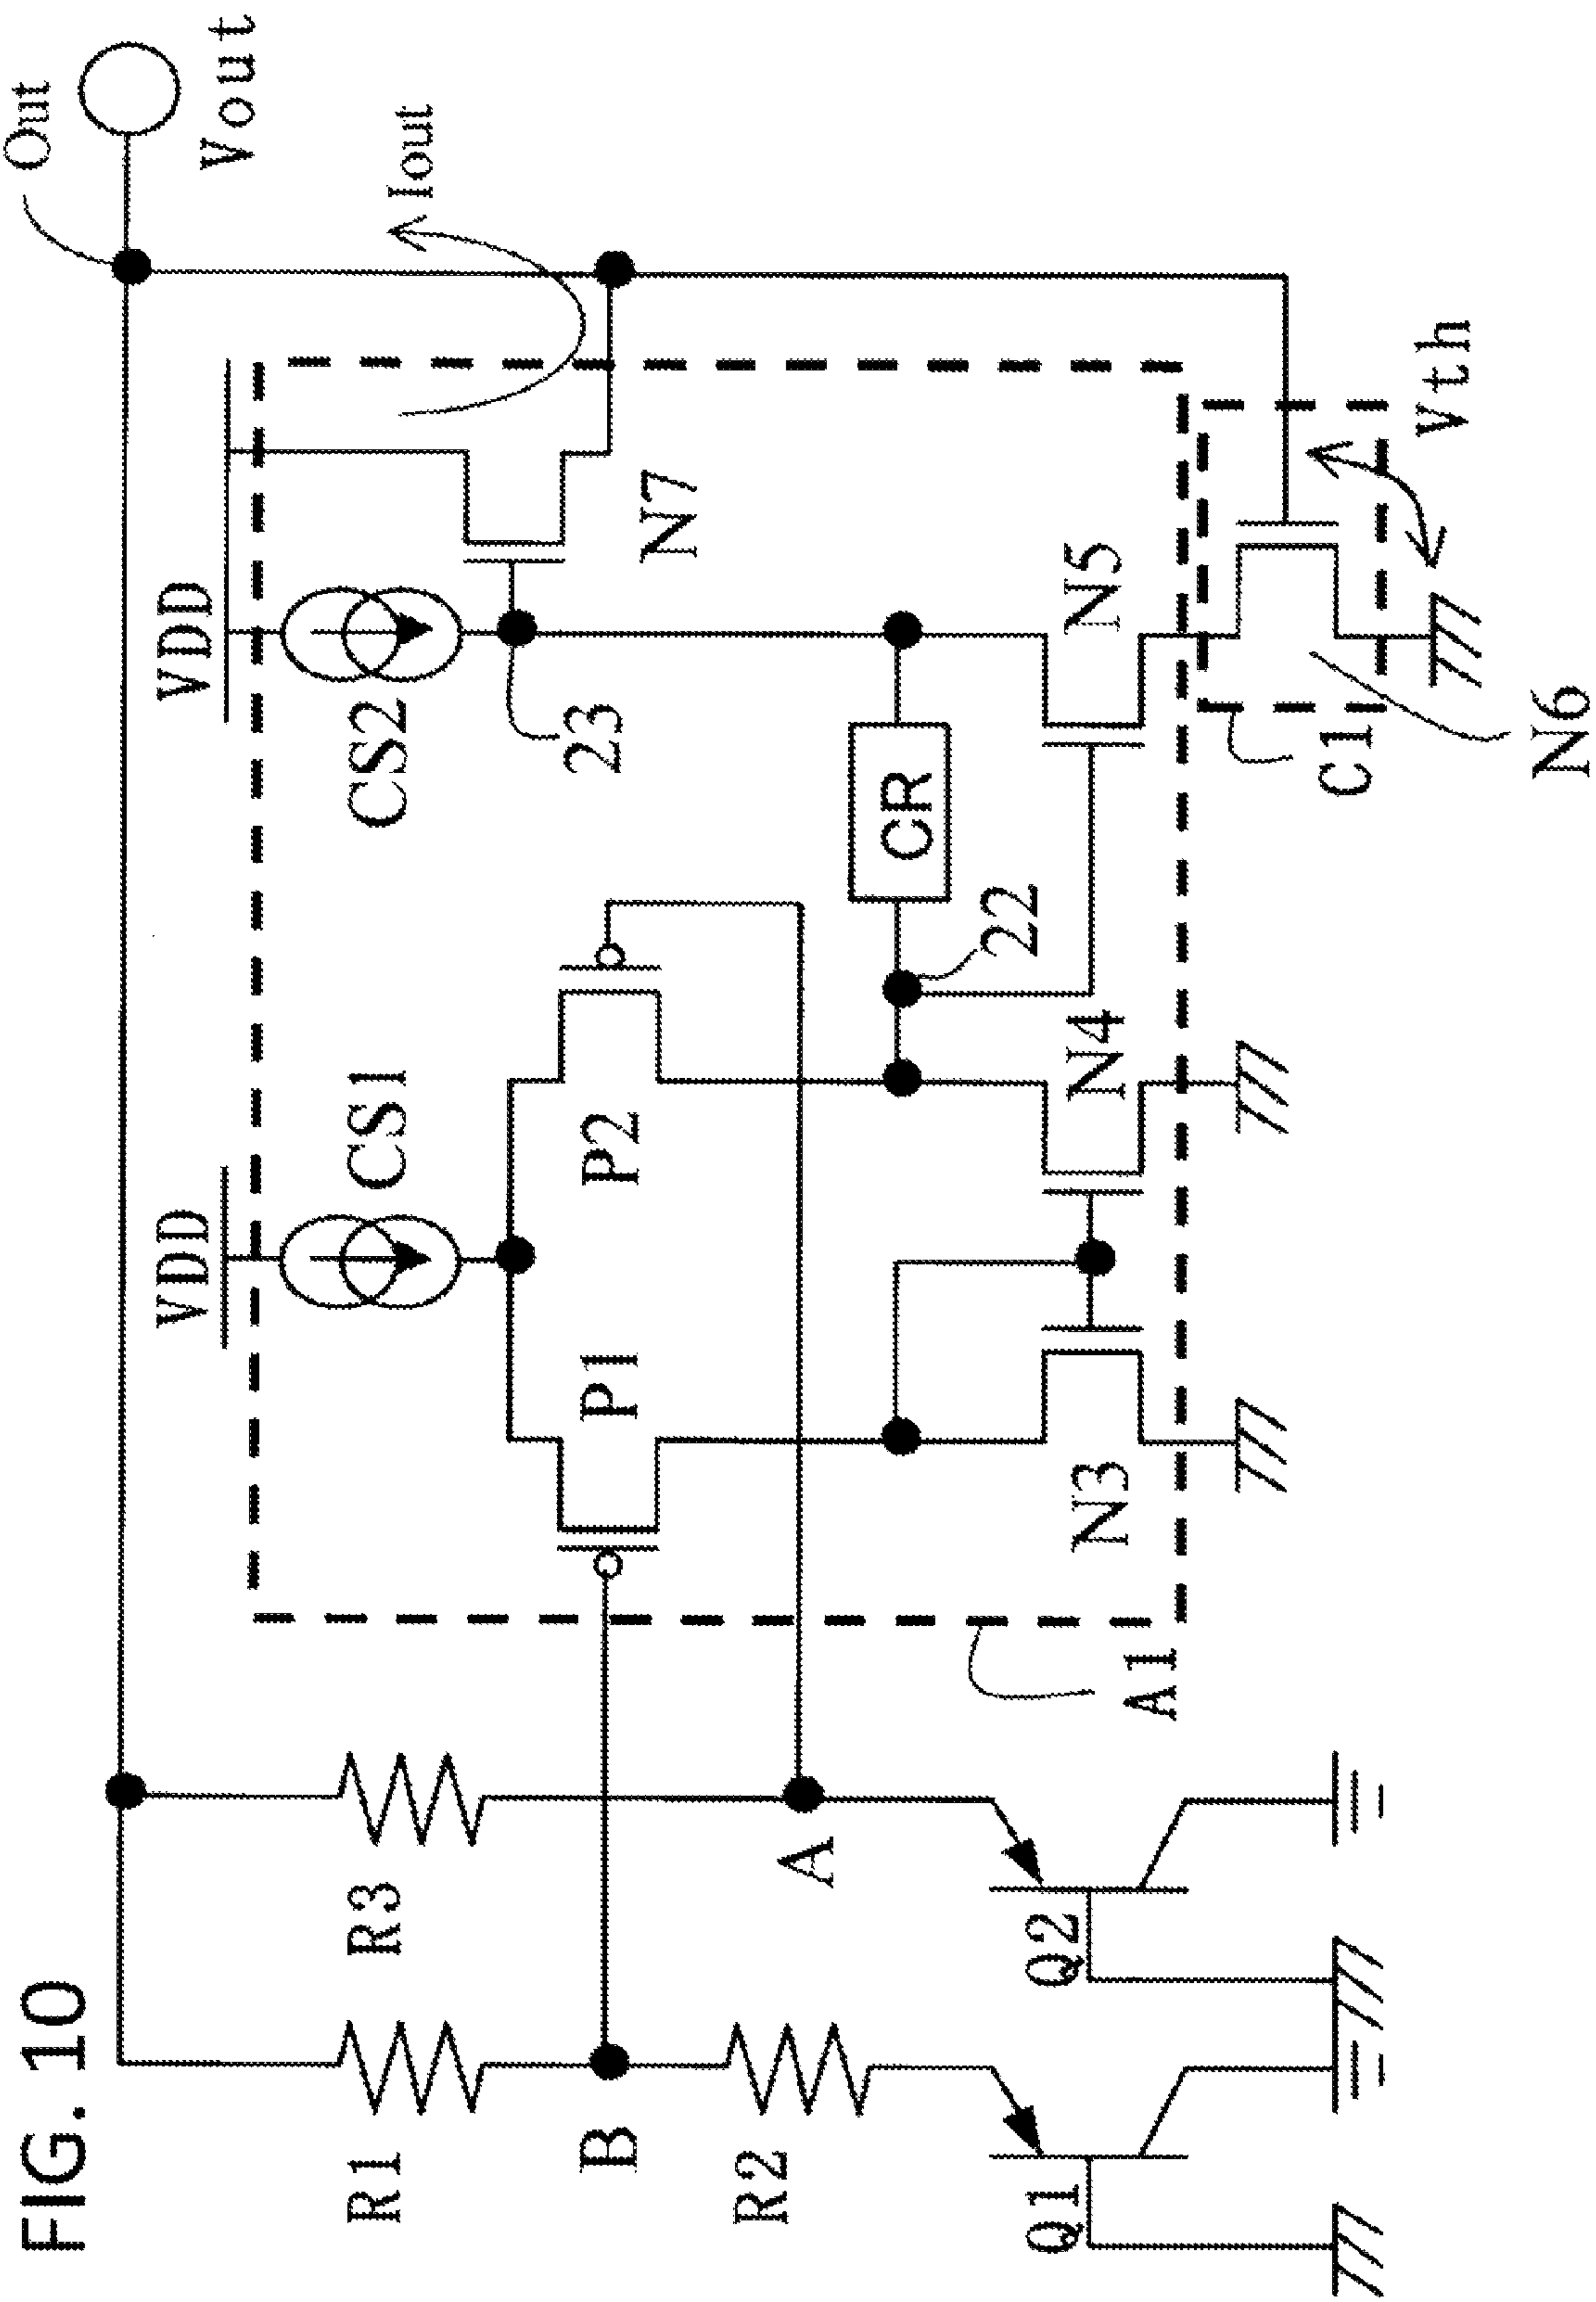 FIG. 10
Out
Vout
VDD
VDD
Iout
R1
R3
CS1
CS2
23
N7
B
P1
P2
R2
A
CR
22
Q1
Q2
A1
N3
N4
N5
C1
Vth
N6